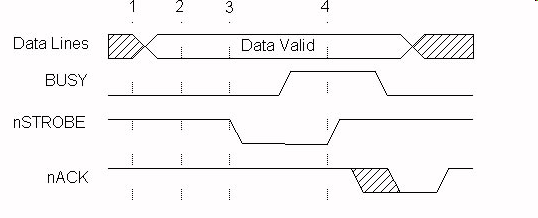 1 2 3 4
Data Lines Data Valid
BUSY
nSTROBE
nACK